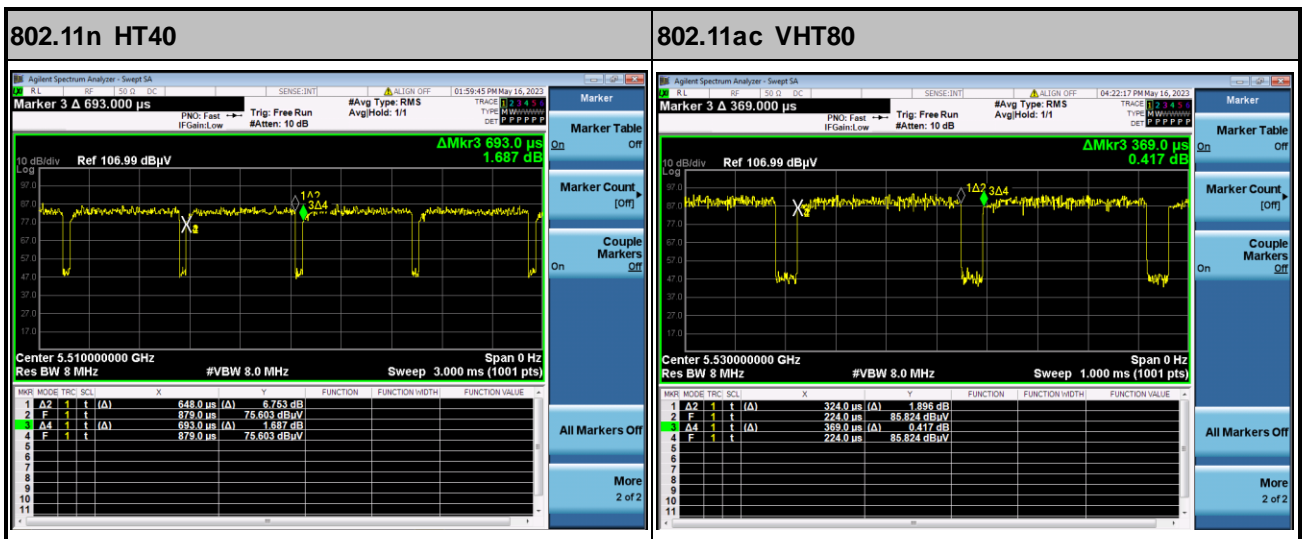 802.11n HT40
Agilent Spectrum Analyzer - Swept SA
RL RF 50 Ω DC SENSE:INT ALIGN OFF 01:59:45 PM May 16, 2023
Marker 3 Δ 693.000 µs
PNO: Fast
IFGain:Low
Trig: Free Run
#Atten: 10 dB
#Avg Type: RMS
Avg|Hold: 1/1
TRACE 1 2 3 4 5 6
TYPE MWWWWW
DET P P P P P P
ΔMkr3 693.0 µs
1.687 dB
10 dB/div Ref 106.99 dBµV
Log
97.0
87.0
77.0
67.0
57.0
47.0
37.0
27.0
17.0
1Δ2
3Δ4
Center 5.510000000 GHz Span 0 Hz
Res BW 8 MHz #VBW 8.0 MHz Sweep 3.000 ms (1001 pts)
MKR MODE TRC SCL X Y FUNCTION FUNCTION WIDTH FUNCTION VALUE
1 Δ2 1 t (Δ) 648.0 µs (Δ) 6.753 dB
2 F 1 t 879.0 µs 75.603 dBuV
3 Δ4 1 t (Δ) 693.0 µs (Δ) 1.687 dB
4 F 1 t 879.0 µs 75.603 dBuV
5
6
7
8
9
10
11
Marker
Marker Table
On Off
Marker Count
[Off]
Couple
Markers
On Off
All Markers Off
More
2 of 2
802.11ac VHT80
Agilent Spectrum Analyzer - Swept SA
RL RF 50 Ω DC SENSE:INT ALIGN OFF 04:22:17 PM May 16, 2023
Marker 3 Δ 369.000 µs
PNO: Fast
IFGain:Low
Trig: Free Run
#Atten: 10 dB
#Avg Type: RMS
Avg|Hold: 1/1
TRACE 1 2 3 4 5 6
TYPE MWWWWW
DET P P P P P P
ΔMkr3 369.0 µs
0.417 dB
10 dB/div Ref 106.99 dBµV
Log
97.0
87.0
77.0
67.0
57.0
47.0
37.0
27.0
17.0
1Δ2
3Δ4
Center 5.530000000 GHz Span 0 Hz
Res BW 8 MHz #VBW 8.0 MHz Sweep 1.000 ms (1001 pts)
MKR MODE TRC SCL X Y FUNCTION FUNCTION WIDTH FUNCTION VALUE
1 Δ2 1 t (Δ) 324.0 µs (Δ) 1.896 dB
2 F 1 t 224.0 µs 85.824 dBuV
3 Δ4 1 t (Δ) 369.0 µs (Δ) 0.417 dB
4 F 1 t 224.0 µs 85.824 dBuV
5
6
7
8
9
10
11
Marker
Marker Table
On Off
Marker Count
[Off]
Couple
Markers
On Off
All Markers Off
More
2 of 2